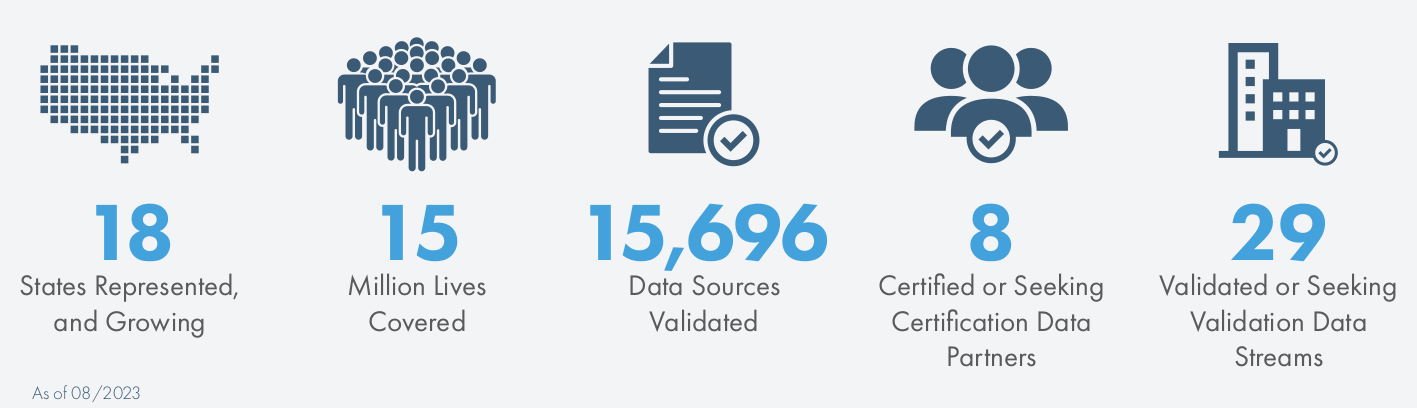 18
States Represented,
and Growing
15
Million Lives
Covered
15,696
Data Sources
Validated
8
Certified or Seeking
Certification Data
Partners
29
Validated or Seeking
Validation Data
Streams
As of 08/2023